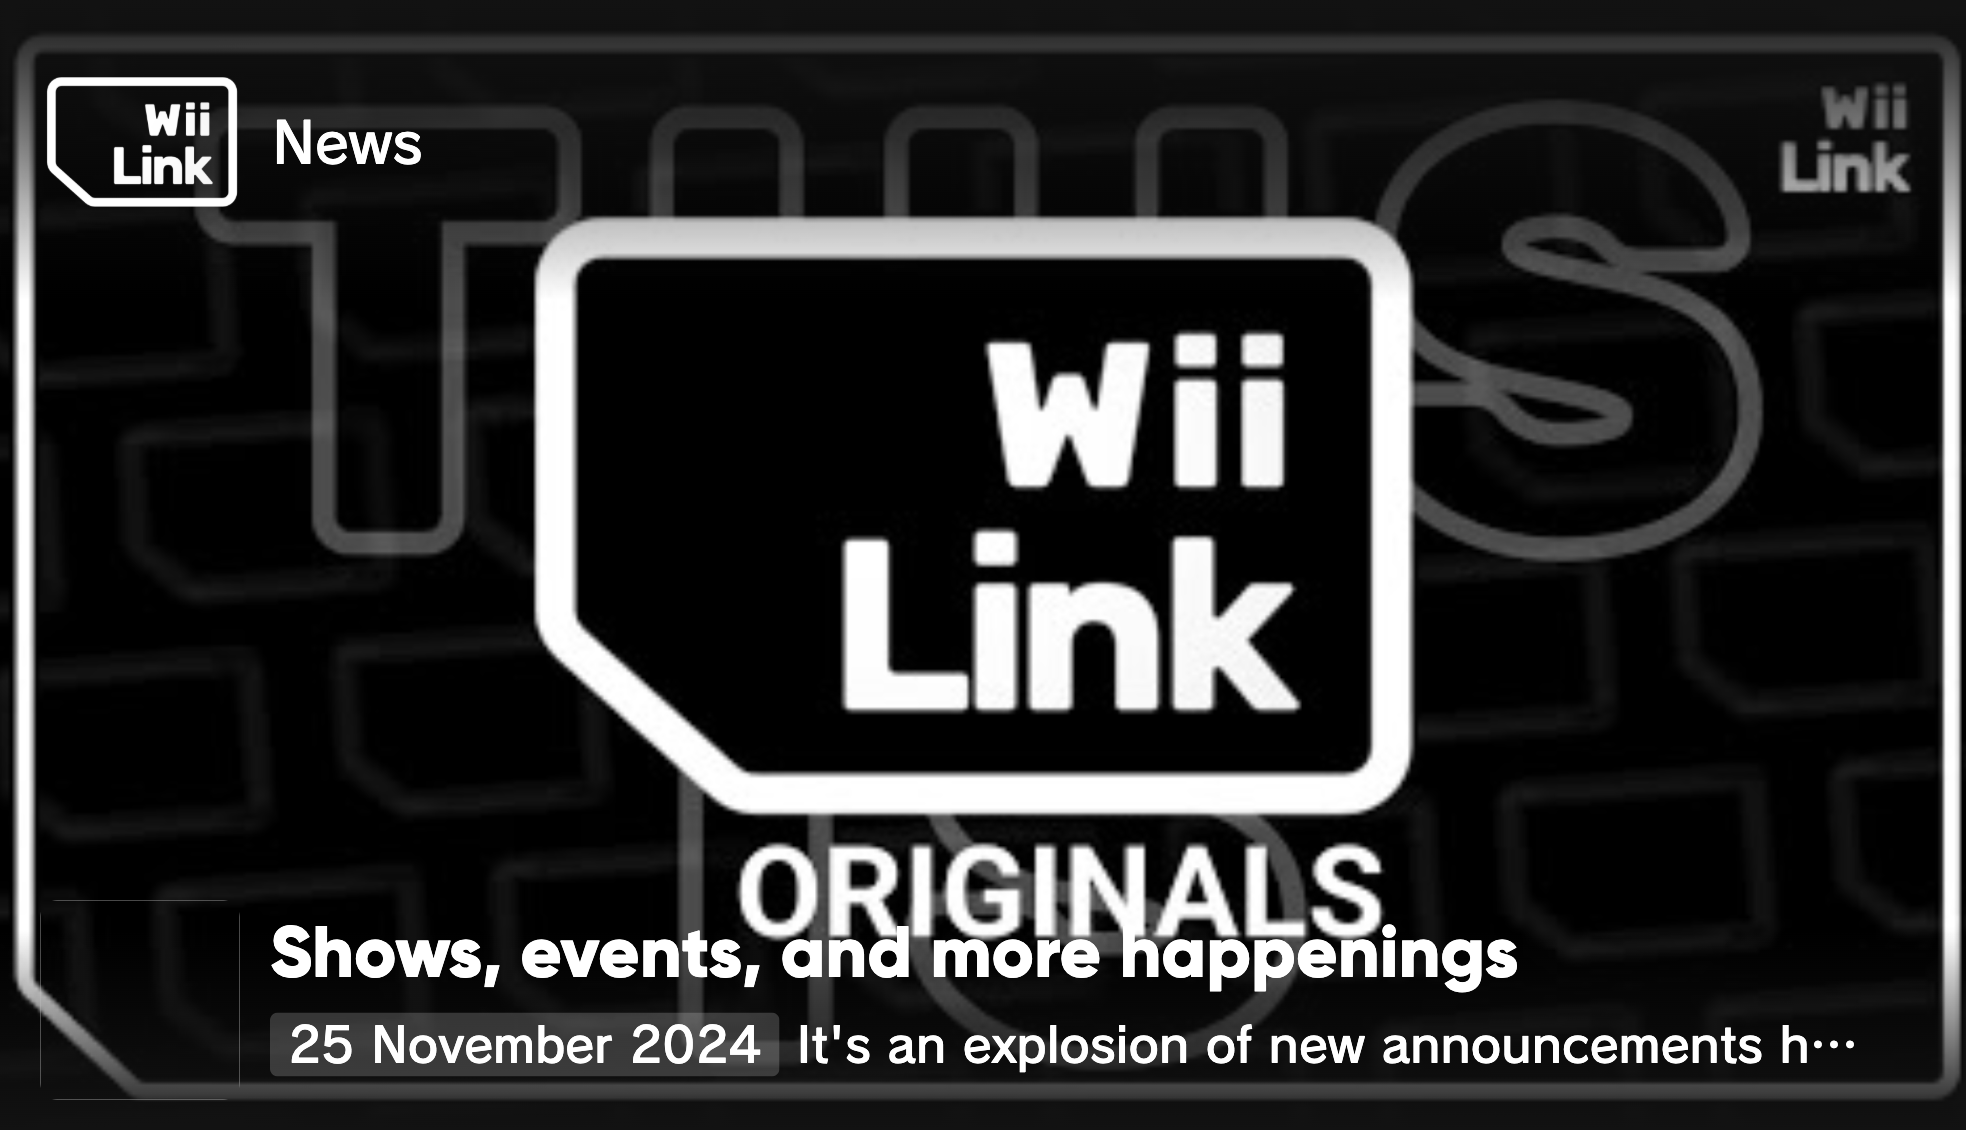 Wii
Link
News
Wii
Link
Wii
Link
ORIGINALS
Shows, events, and more happenings
25 November 2024 It's an explosion of new announcements h…